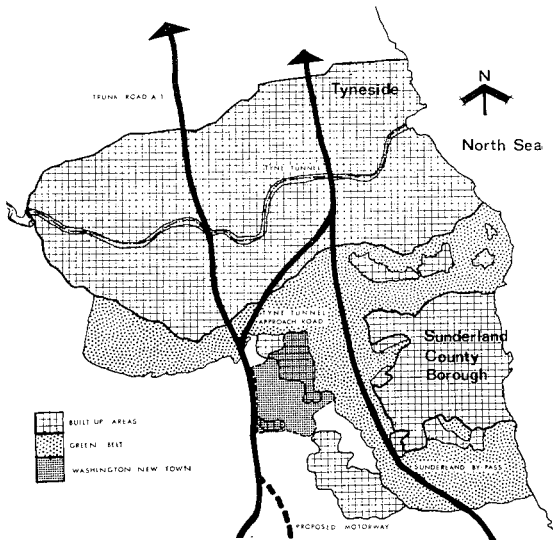 Tyneside
N
TRUNK ROAD A 1
North Sea
TYNE TUNNEL
TYNE TUNNEL
APPROACH ROAD
Sunderland
County
Borough
BUILT UP AREAS
GREEN BELT
WASHINGTON NEW TOWN
SUNDERLAND BY PASS
PROPOSED MOTORWAY